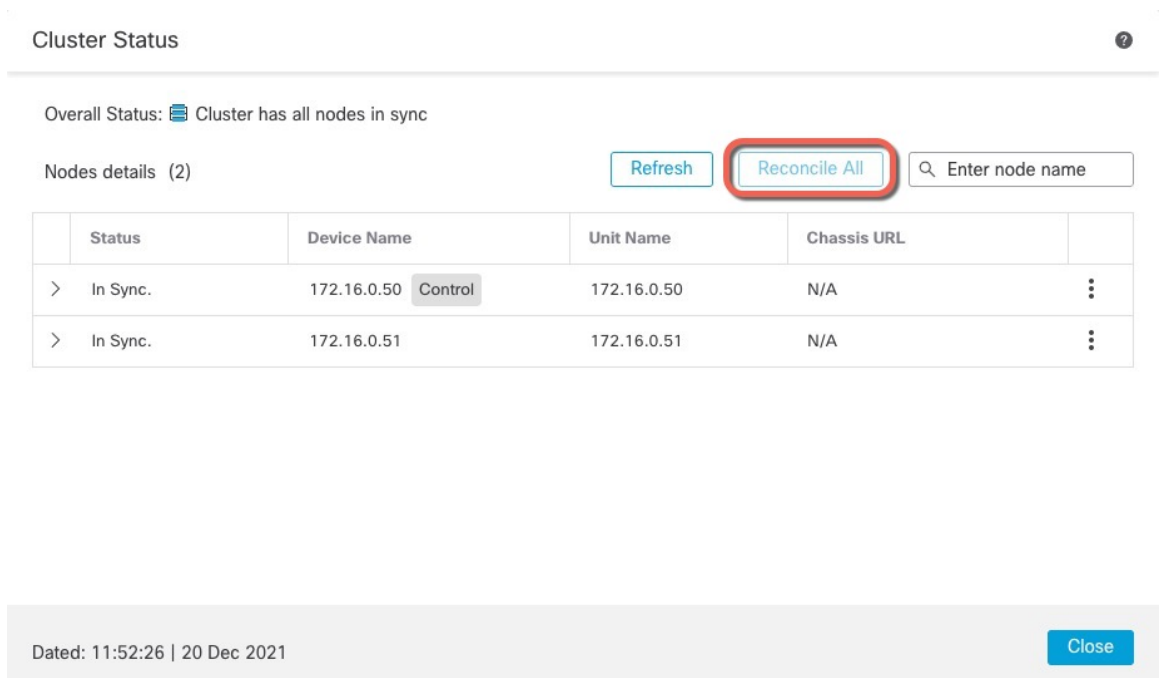 Cluster Status
Overall Status: Cluster has all nodes in sync
Nodes details (2) Refresh Reconcile All Enter node name
Status Device Name Unit Name Chassis URL
In Sync. 172.16.0.50 Control 172.16.0.50 N/A
In Sync. 172.16.0.51 172.16.0.51 N/A
Dated: 11:52:26 | 20 Dec 2021 Close